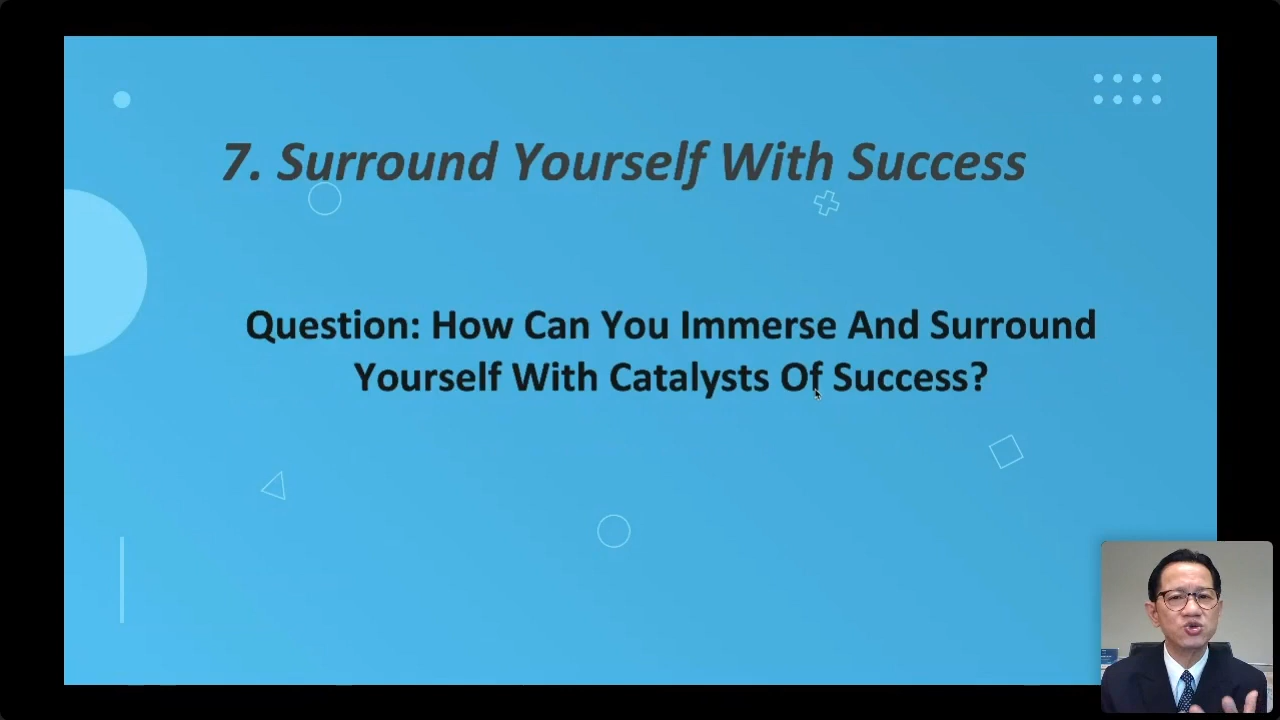 7. Surround Yourself With Success
Question: How Can You Immerse And Surround
Yourself With Catalysts Of Success?